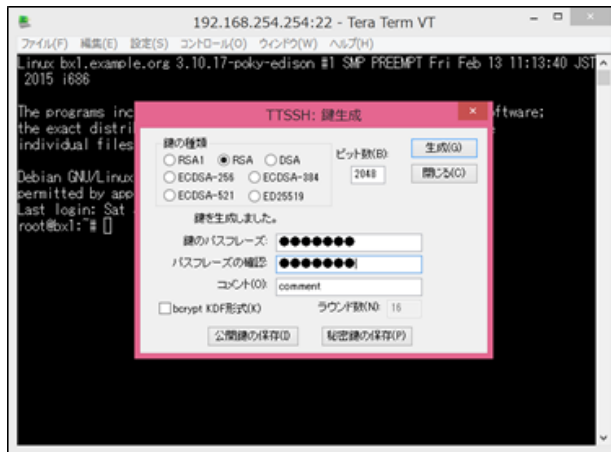 192.168.254.254:22 - Tera Term VT
ファイル(F) 編集(E) 設定(S) コントロール(O) ウィンドウ(W) ヘルプ(H)
Linux bx1.example.org 3.10.17-poky-edison #1 SMP PREEMPT Fri Feb 13 11:13:40 JST
2015 i686
The programs inc
ftware;
the exact distri
individual files
Debian GNU/Linux
permitted by app
Last login: Sat
root@bx1:~#
TTSSH: 鍵生成
鍵の種類
RSA1 RSA DSA
ECDSA-256 ECDSA-384
ECDSA-521 ED25519
ビット数(B):
2048
生成(G)
閉じる(C)
鍵を生成しました。
鍵のパスフレーズ: ●●●●●●●
パスフレーズの確認: ●●●●●●●
コメント(O): comment
bcrypt KDF形式(K) ラウンド数(N): 16
公開鍵の保存(I) 秘密鍵の保存(P)